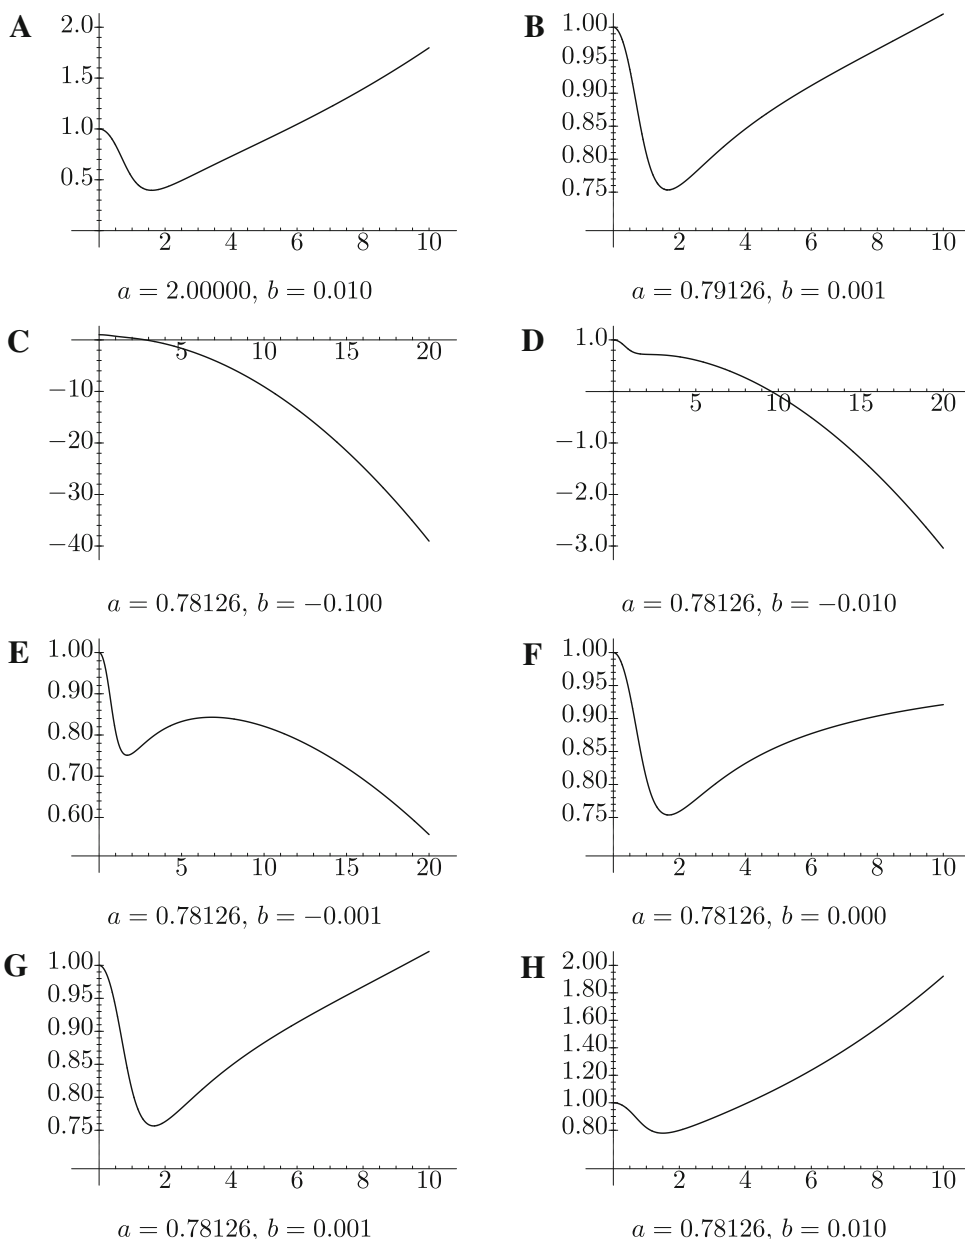 A
2.0
1.5
1.0
0.5
2 4 6 8 10
a = 2.00000, b = 0.010
B
1.00
0.95
0.90
0.85
0.80
0.75
2 4 6 8 10
a = 0.79126, b = 0.001
C
5 10 15 20
−10
−20
−30
−40
a = 0.78126, b = −0.100
D
1.0
5 10 15 20
−1.0
−2.0
−3.0
a = 0.78126, b = −0.010
E
1.00
0.90
0.80
0.70
0.60
5 10 15 20
a = 0.78126, b = −0.001
F
1.00
0.95
0.90
0.85
0.80
0.75
2 4 6 8 10
a = 0.78126, b = 0.000
G
1.00
0.95
0.90
0.85
0.80
0.75
2 4 6 8 10
a = 0.78126, b = 0.001
H
2.00
1.80
1.60
1.40
1.20
1.00
0.80
2 4 6 8 10
a = 0.78126, b = 0.010